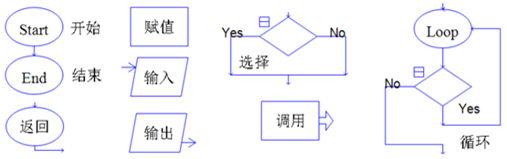 Start 开始
End 结束
返回
赋值
输入
输出
Yes No
选择
调用
Loop
No
Yes
循环